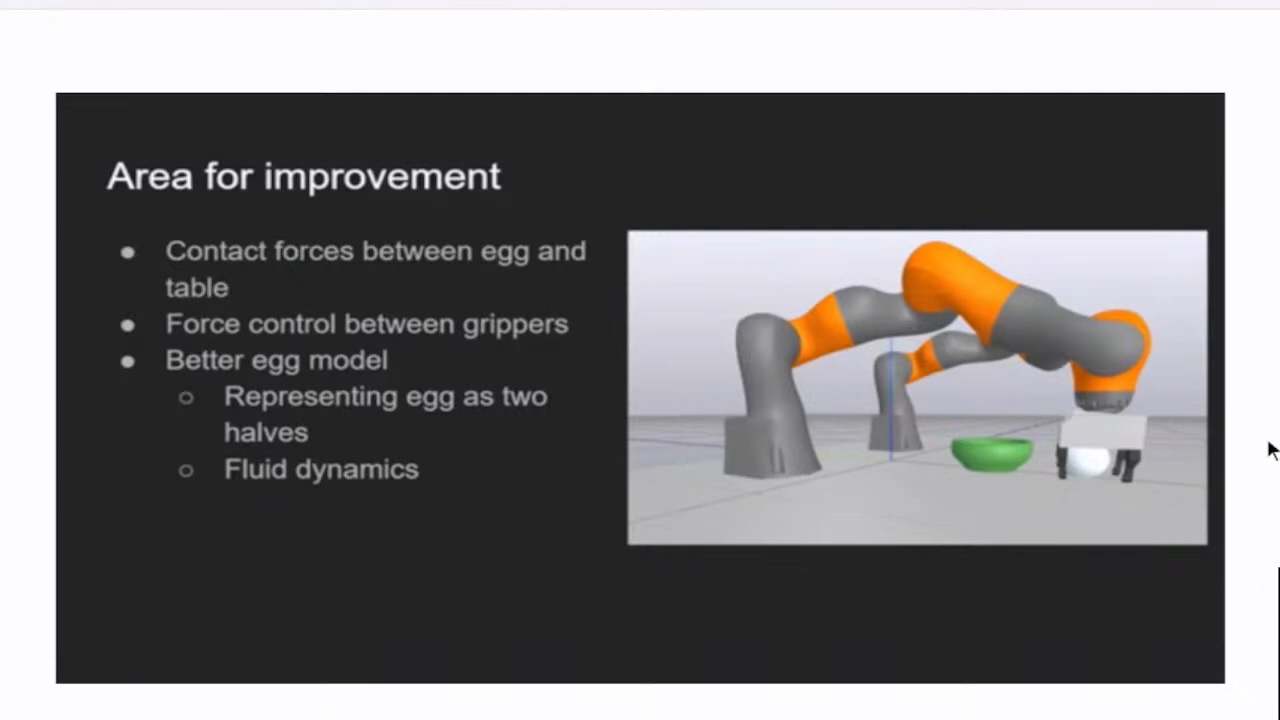 Area for improvement
● Contact forces between egg and
table
● Force control between grippers
● Better egg model
○ Representing egg as two
halves
○ Fluid dynamics